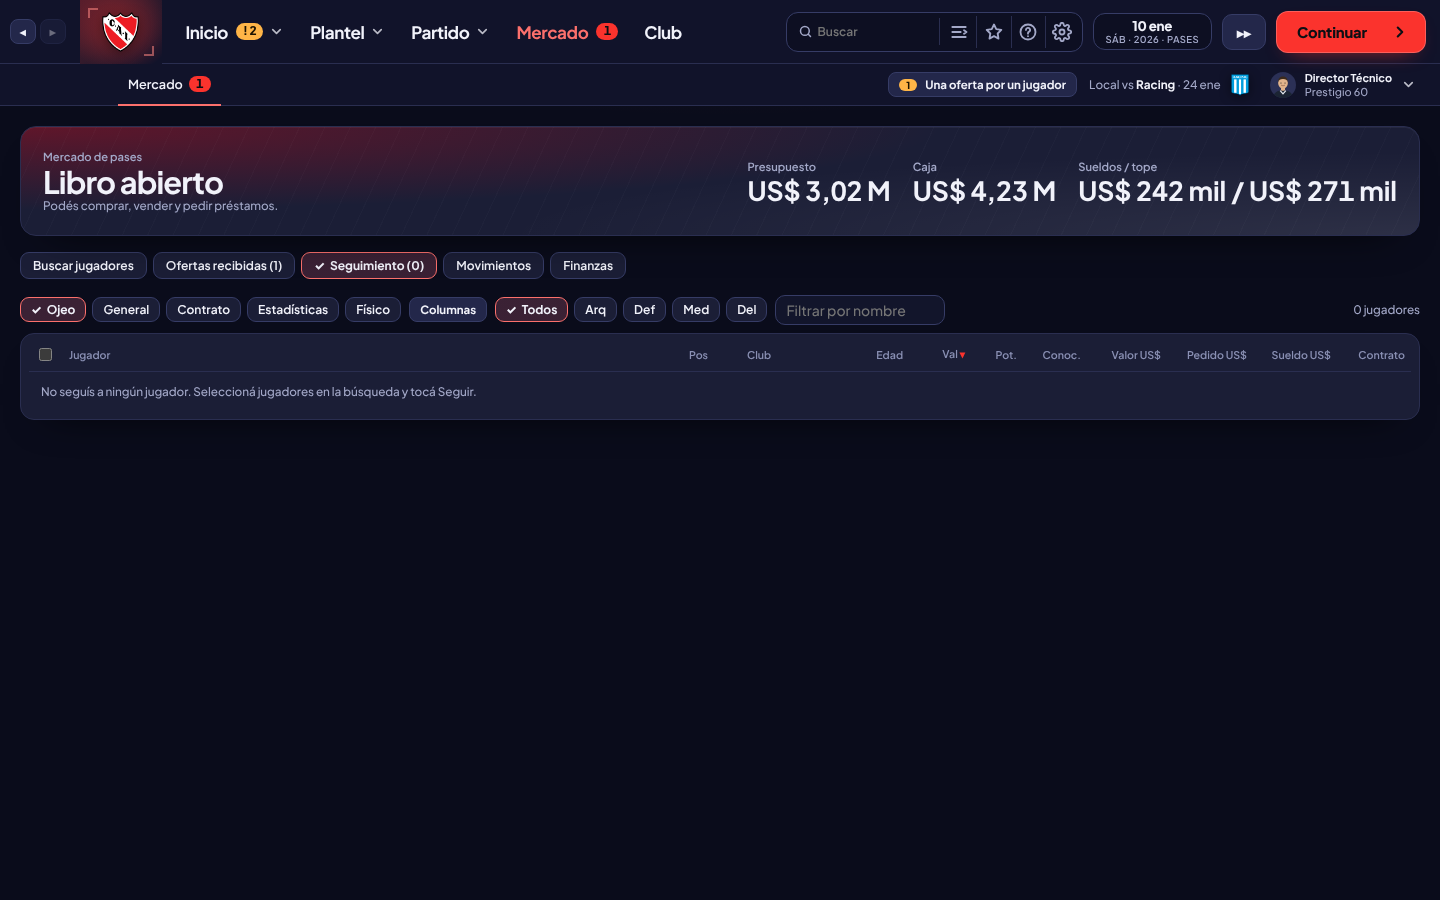 Inicio !2 Plantel Partido Mercado 1 Club Buscar 10 ene Continuar
SÁB · 2026 · PASES
Mercado 1 1 Una oferta por un jugador Local vs Racing · 24 ene Director Técnico
Prestigio 60
Mercado de pases
Libro abierto
Podés comprar, vender y pedir préstamos.
Presupuesto Caja Sueldos / tope
US$ 3,02 M US$ 4,23 M US$ 242 mil / US$ 271 mil
Buscar jugadores Ofertas recibidas (1) ✓ Seguimiento (0) Movimientos Finanzas
✓ Ojeo General Contrato Estadísticas Físico Columnas ✓ Todos Arq Def Med Del Filtrar por nombre 0 jugadores
Jugador Pos Club Edad Val▼ Pot. Conoc. Valor US$ Pedido US$ Sueldo US$ Contrato
No seguís a ningún jugador. Seleccioná jugadores en la búsqueda y tocá Seguir.